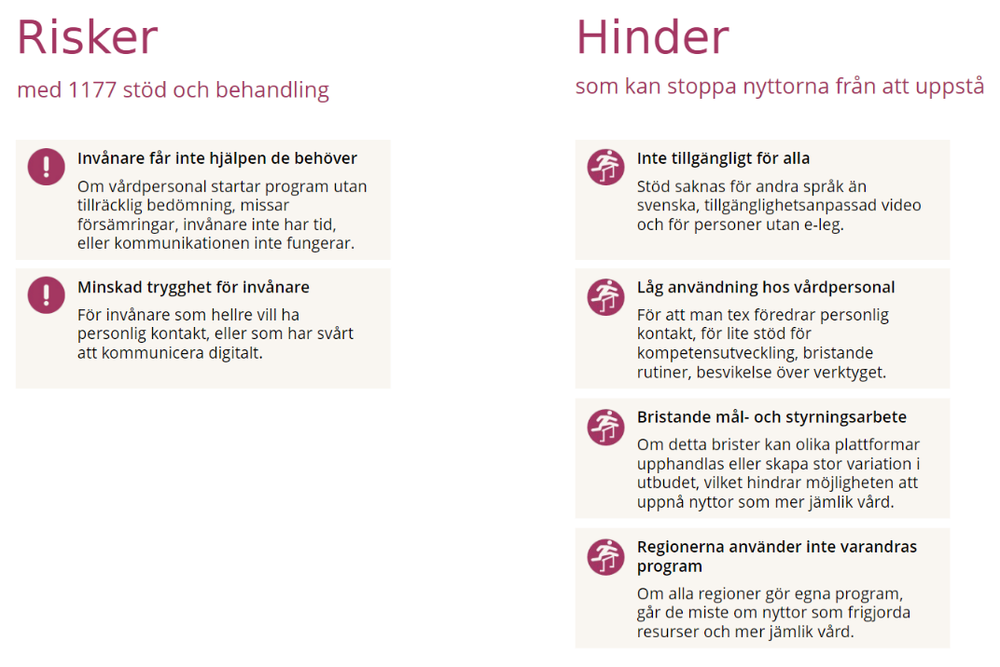 Risker
med 1177 stöd och behandling
Invånare får inte hjälpen de behöver
Om vårdpersonal startar program utan
tillräcklig bedömning, missar
försämringar, invånare inte har tid,
eller kommunikationen inte fungerar.
Minskad trygghet för invånare
För invånare som hellre vill ha
personlig kontakt, eller som har svårt
att kommunicera digitalt.
Hinder
som kan stoppa nyttorna från att uppstå
Inte tillgängligt för alla
Stöd saknas för andra språk än
svenska, tillgänglighetsanpassad video
och för personer utan e-leg.
Låg användning hos vårdpersonal
För att man tex föredrar personlig
kontakt, för lite stöd för
kompetensutveckling, bristande
rutiner, besvikelse över verktyget.
Bristande mål- och styrningsarbete
Om detta brister kan olika plattformar
upphandlas eller skapa stor variation i
utbudet, vilket hindrar möjligheten att
uppnå nyttor som mer jämlik vård.
Regionerna använder inte varandras
program
Om alla regioner gör egna program,
går de miste om nyttor som frigjorda
resurser och mer jämlik vård.